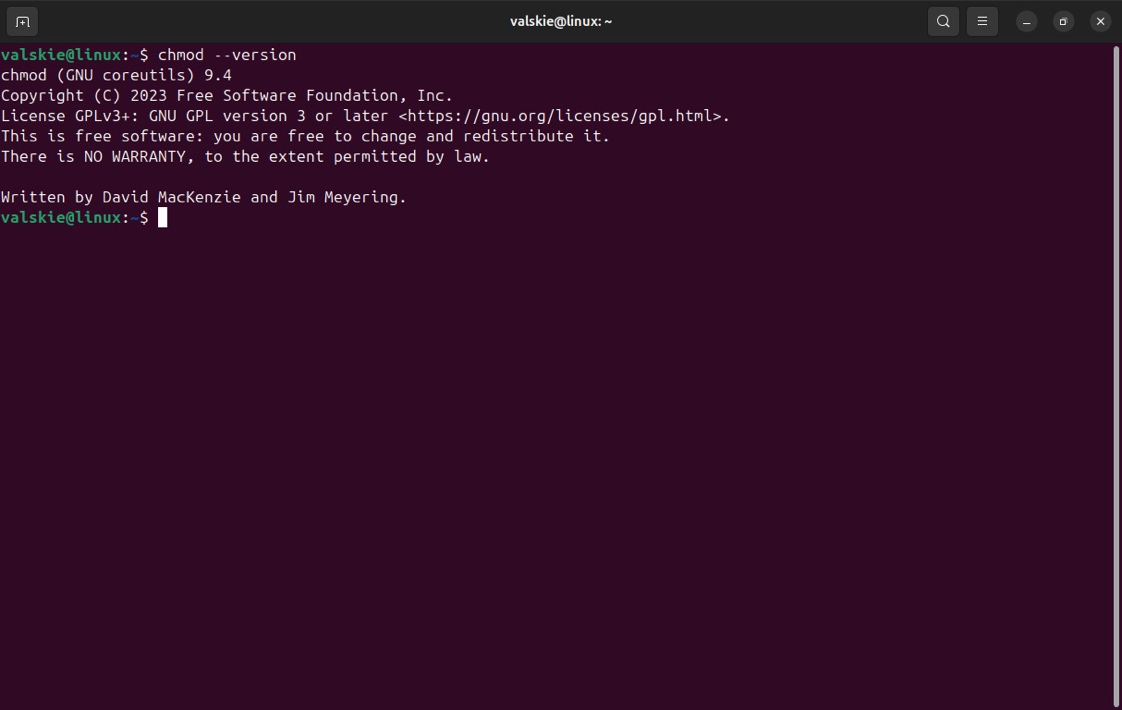 valskie@linux: ~
valskie@linux:~$ chmod --version
chmod (GNU coreutils) 9.4
Copyright (C) 2023 Free Software Foundation, Inc.
License GPLv3+: GNU GPL version 3 or later <https://gnu.org/licenses/gpl.html>.
This is free software: you are free to change and redistribute it.
There is NO WARRANTY, to the extent permitted by law.

Written by David MacKenzie and Jim Meyering.
valskie@linux:~$